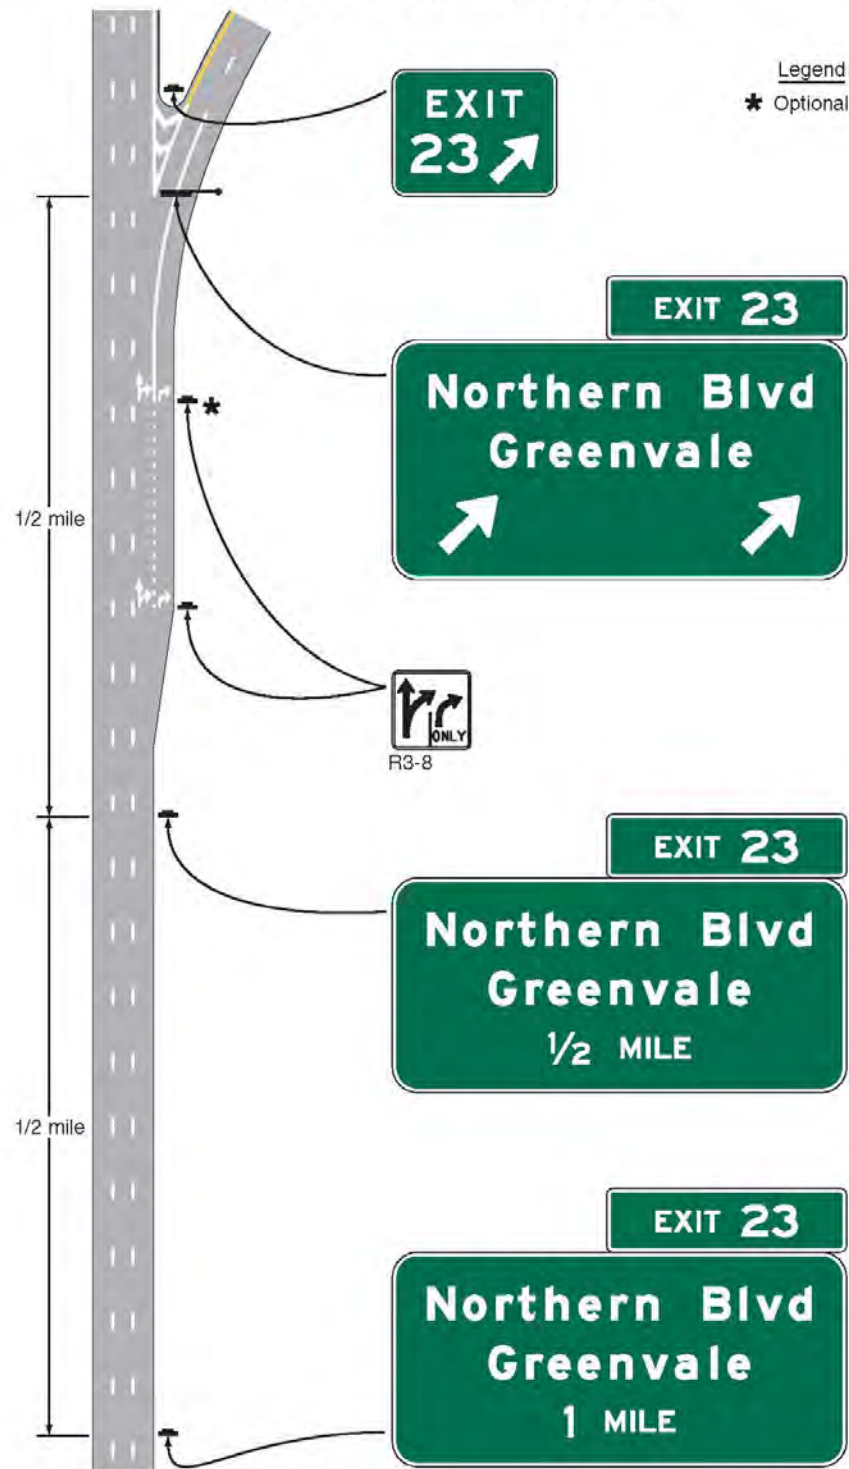 Legend
* Optional
EXIT
23
EXIT 23
Northern Blvd
Greenvale
1/2 mile
ONLY
R3-8
EXIT 23
Northern Blvd
Greenvale
1/2 MILE
1/2 mile
EXIT 23
Northern Blvd
Greenvale
1 MILE